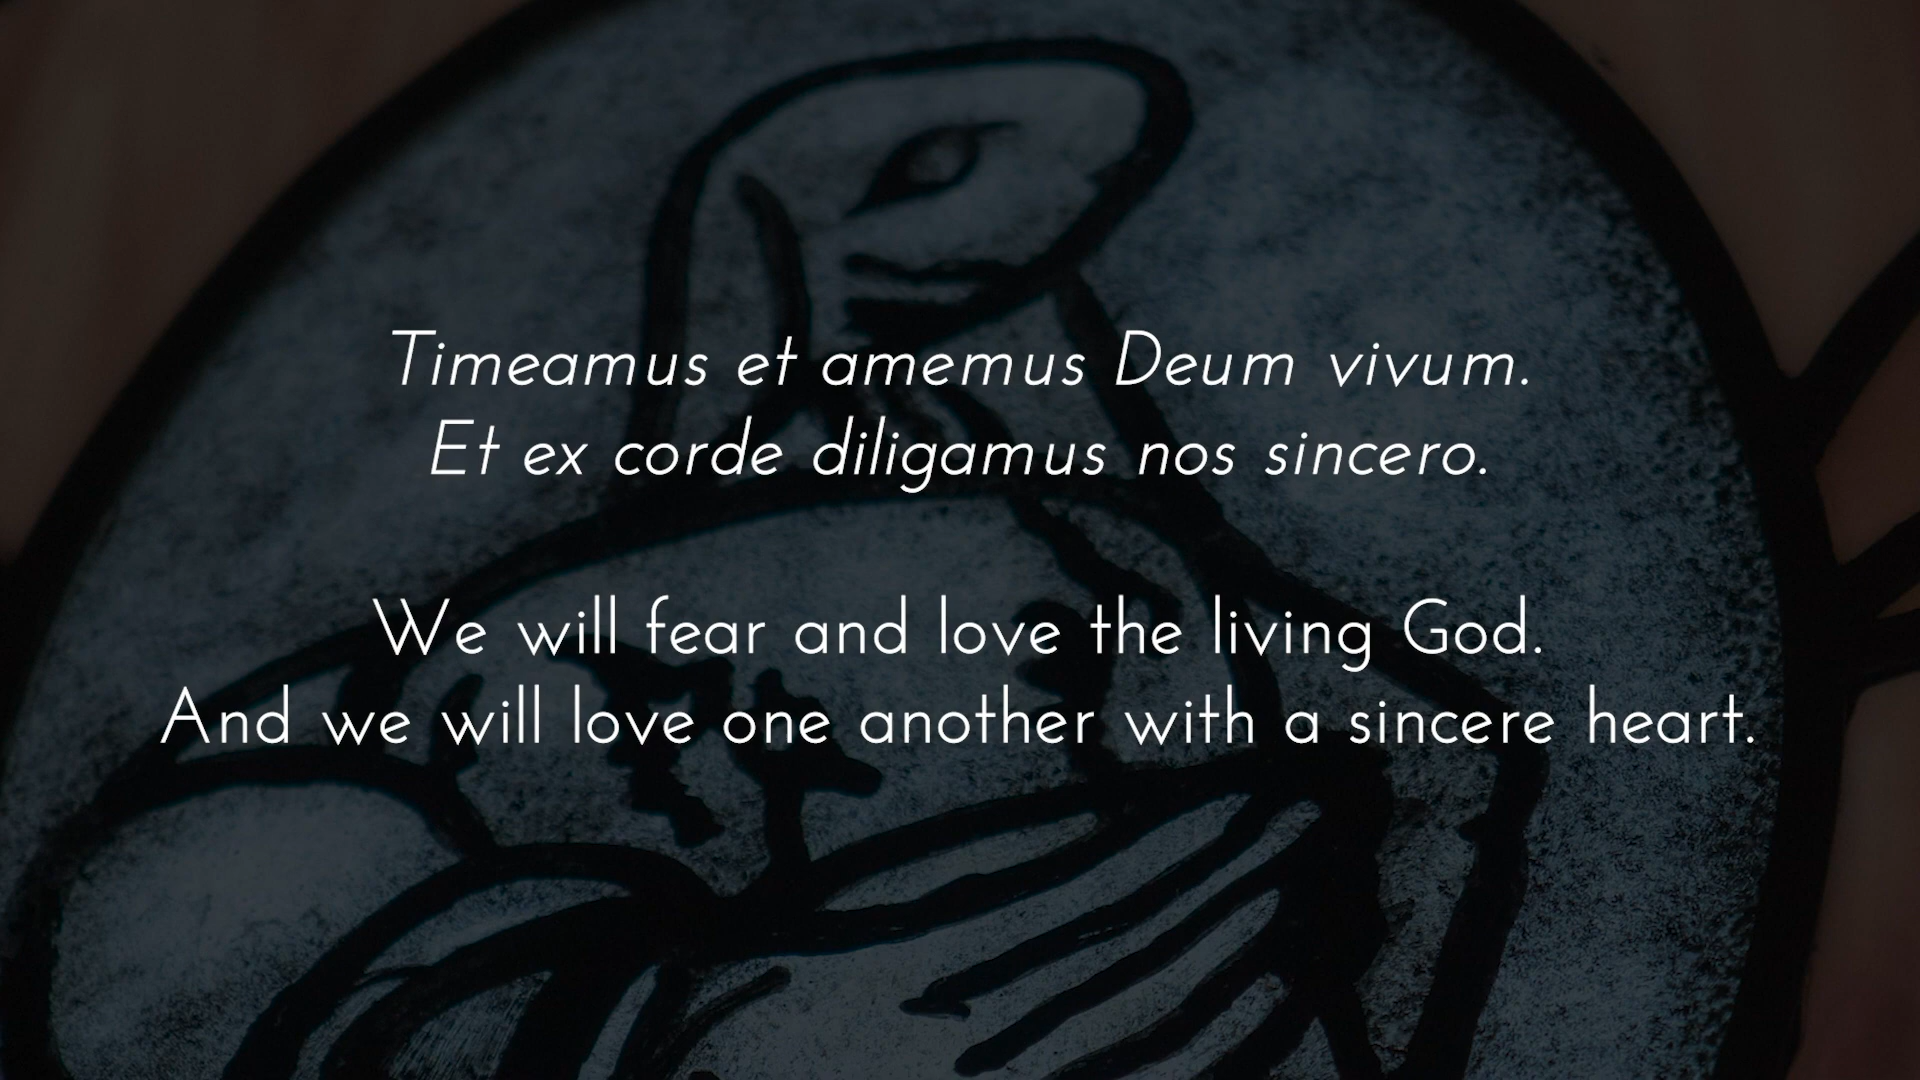 Timeamus et amemus Deum vivum.
Et ex corde diligamus nos sincero.
We will fear and love the living God.
And we will love one another with a sincere heart.